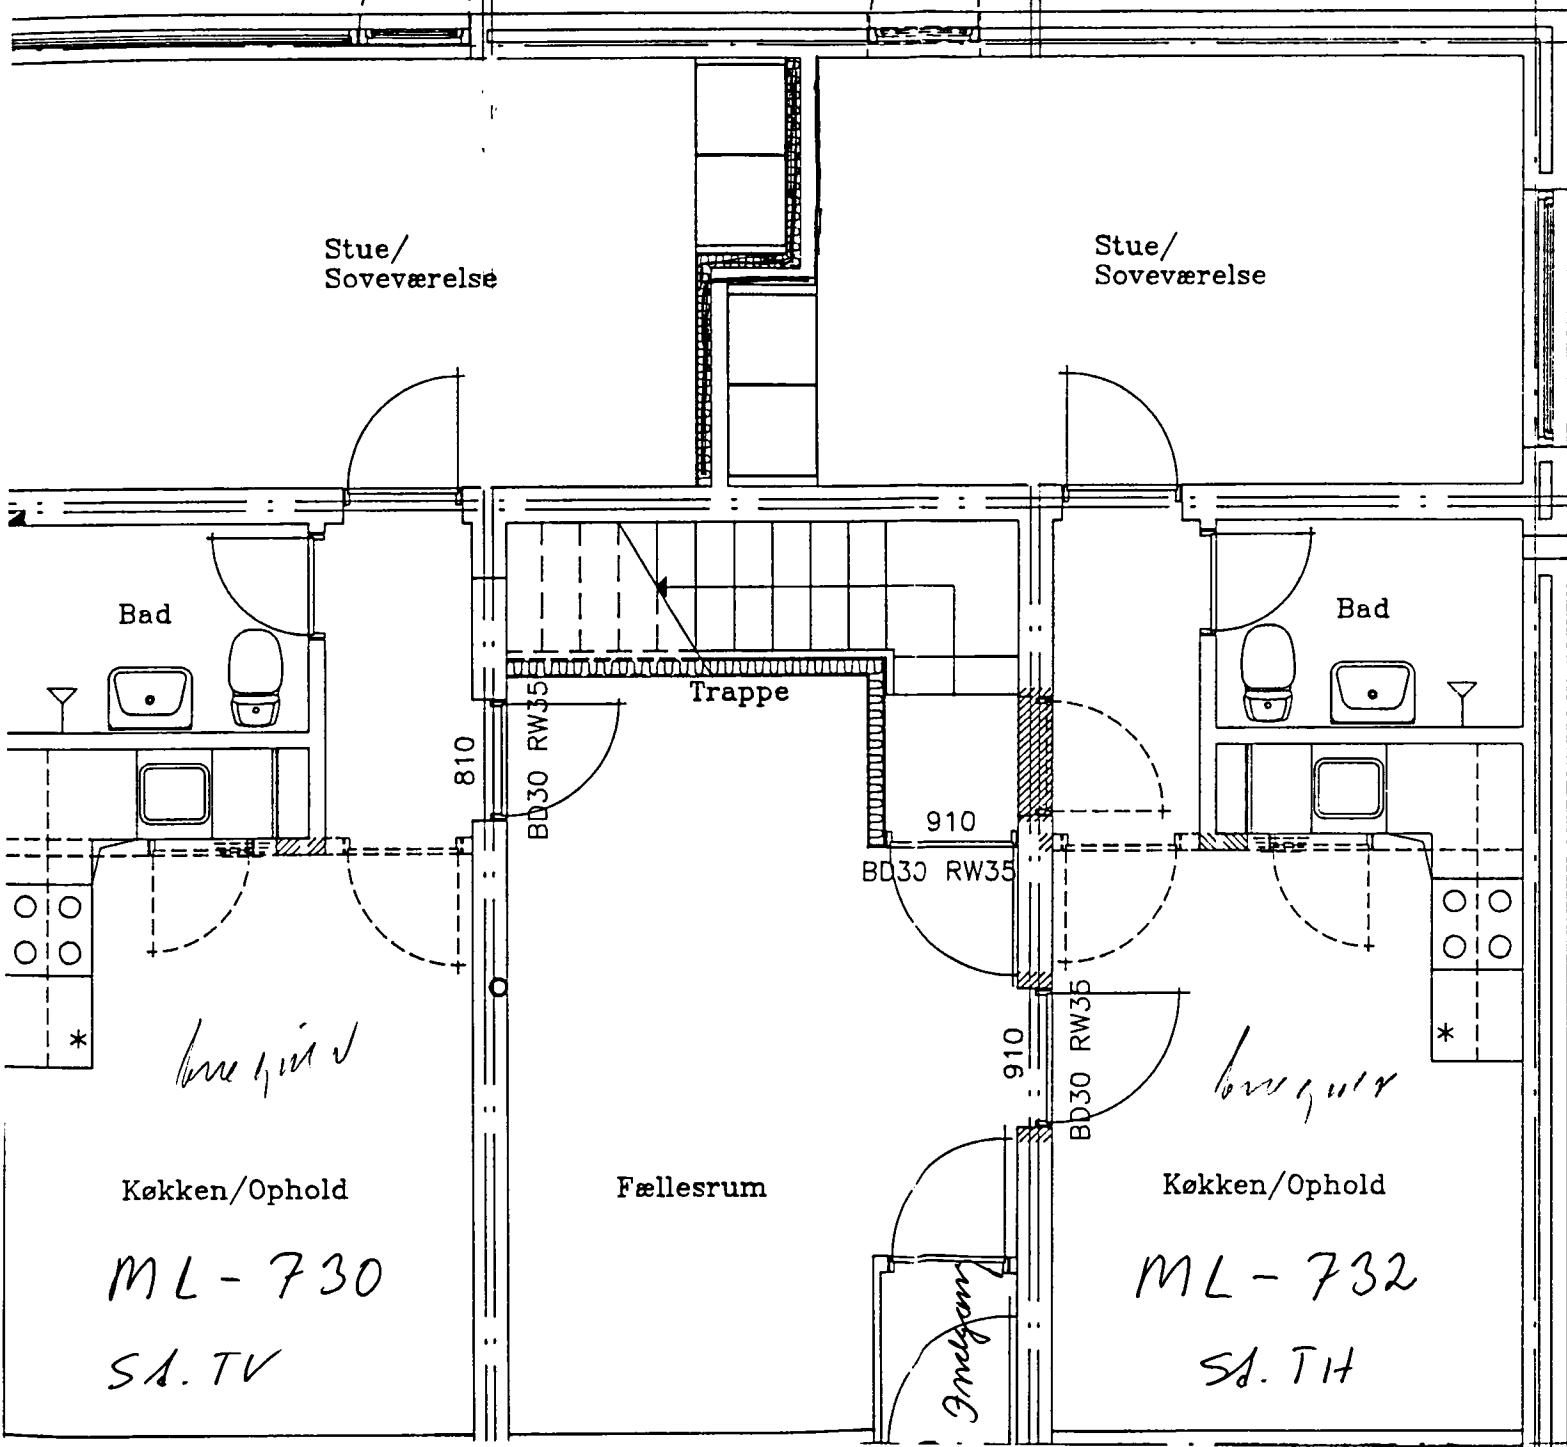 Stue/
Soveværelse
Stue/
Soveværelse
Bad
Bad
Trappe
810
BD30 RW35
910
BD30 RW35
910
BD30 RW35
*
*
Køkken/Ophold
Fællesrum
Køkken/Ophold
ML-730
ML-732
St. TV
St. TH